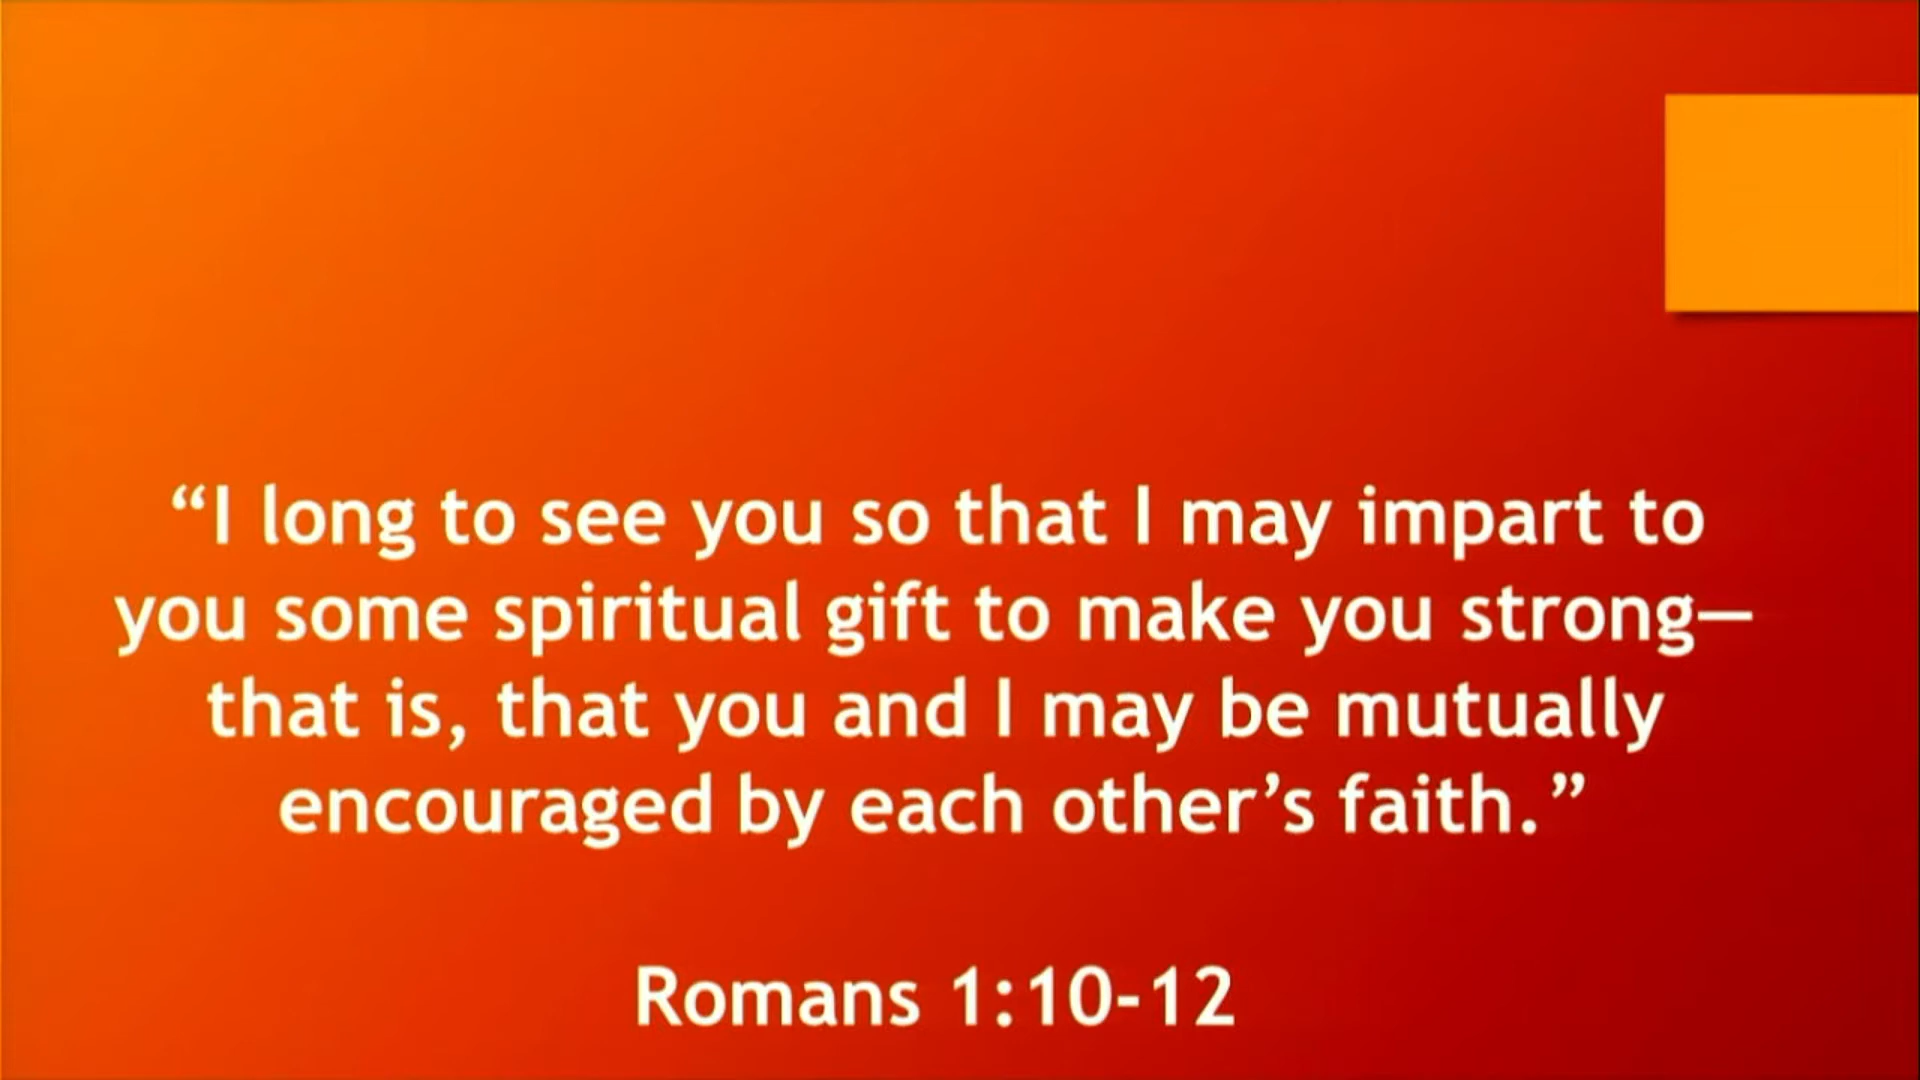 “I long to see you so that I may impart to
you some spiritual gift to make you strong—
that is, that you and I may be mutually
encouraged by each other’s faith.”
Romans 1:10-12